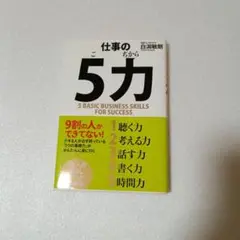 仕事の
ご ぢから
5力
白潟敏朗
5 BASIC BUSINESS SKILLS
FOR SUCCESS
9割の人が
できてない!
聴く力
考える力
話す力
書く力
時間力